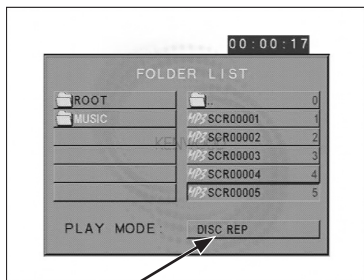 00:00:17
FOLDER LIST
ROOT
MUSIC
.. 0
MP3 SCR00001 1
MP3 SCR00002 2
MP3 SCR00003 3
MP3 SCR00004 4
MP3 SCR00005 5
PLAY MODE: DISC REP